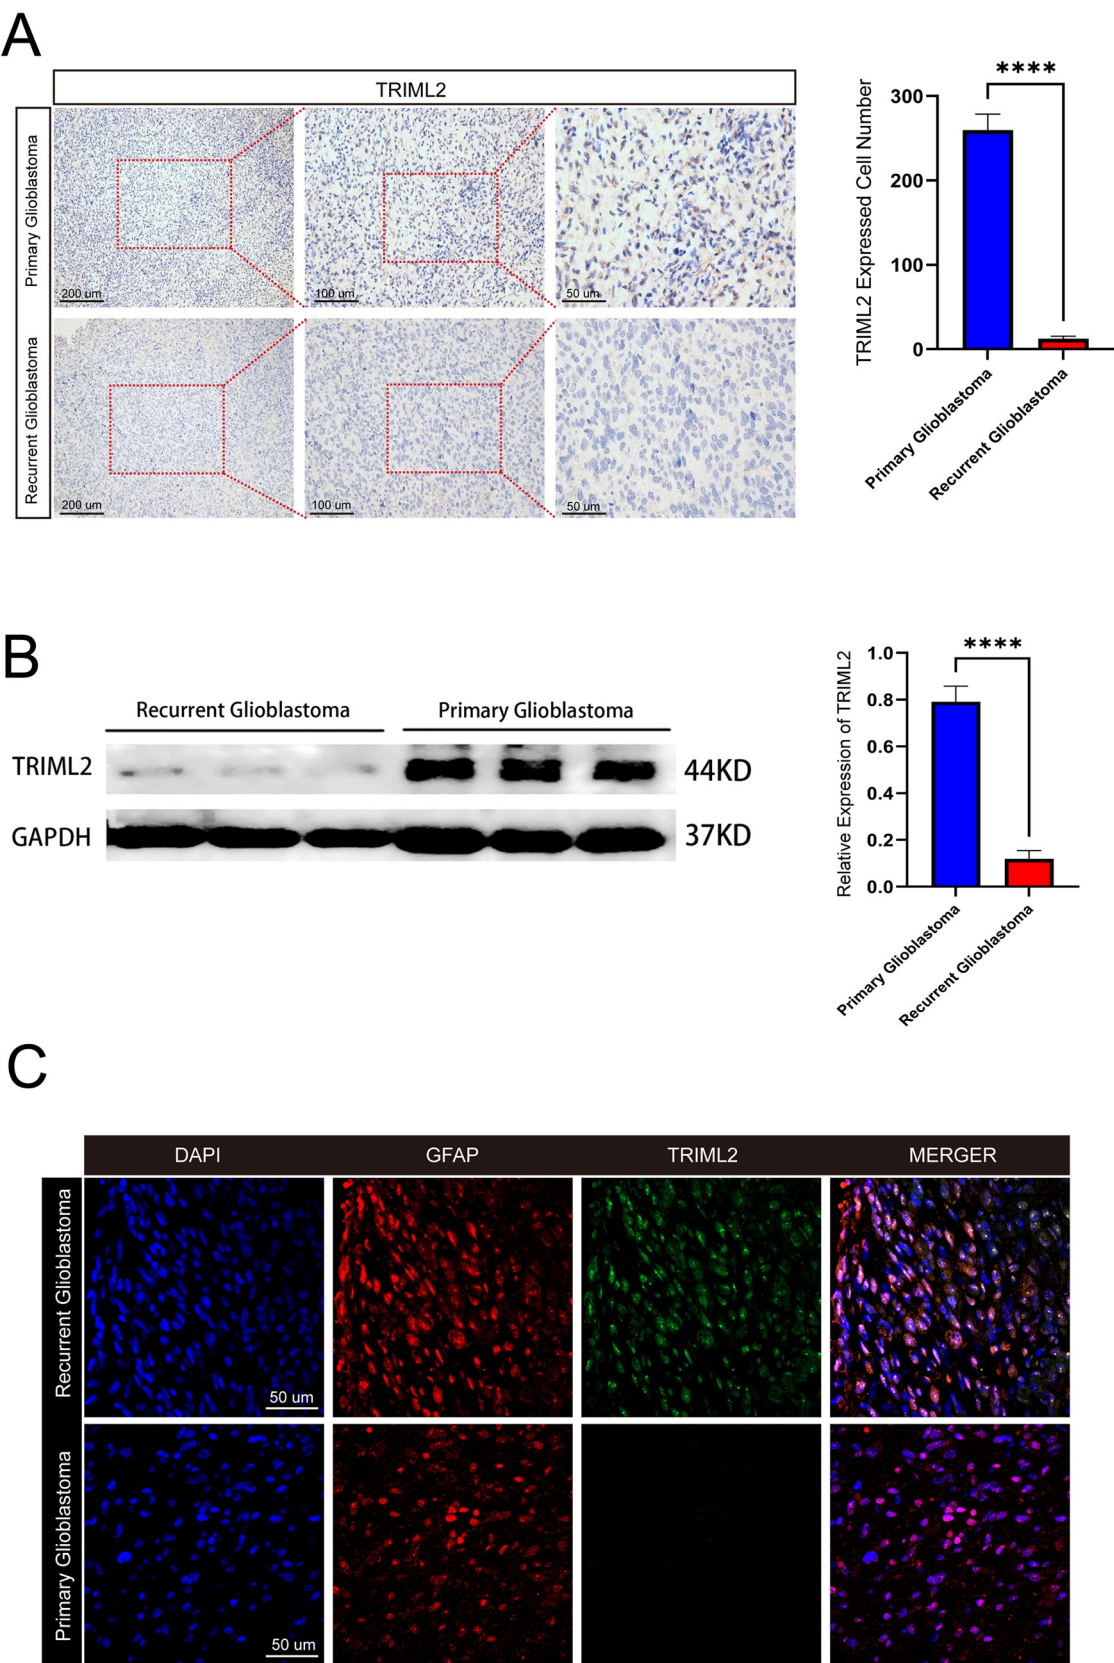 A
TRIML2
Primary Glioblastoma
200 um
100 um
50 um
Recurrent Glioblastoma
200 um
100 um
50 um
****
TRIML2 Expressed Cell Number
300
200
100
0
Primary Glioblastoma
Recurrent Glioblastoma
B
Recurrent Glioblastoma
Primary Glioblastoma
TRIML2
44KD
GAPDH
37KD
****
Relative Expression of TRIML2
1.0
0.8
0.6
0.4
0.2
0.0
Primary Glioblastoma
Recurrent Glioblastoma
C
DAPI
GFAP
TRIML2
MERGER
Recurrent Glioblastoma
50 um
Primary Glioblastoma
50 um